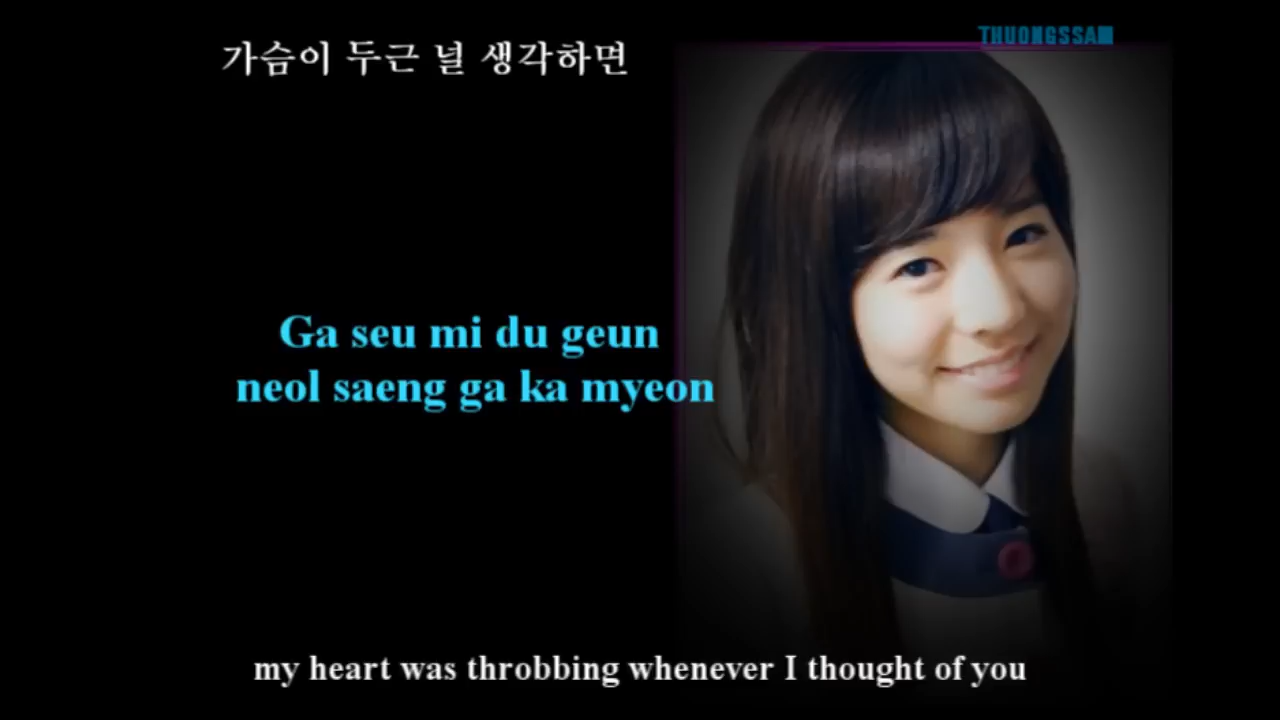 THUONGSSA
가슴이 두근 널 생각하면
Ga seu mi du geun
neol saeng ga ka myeon
my heart was throbbing whenever I thought of you